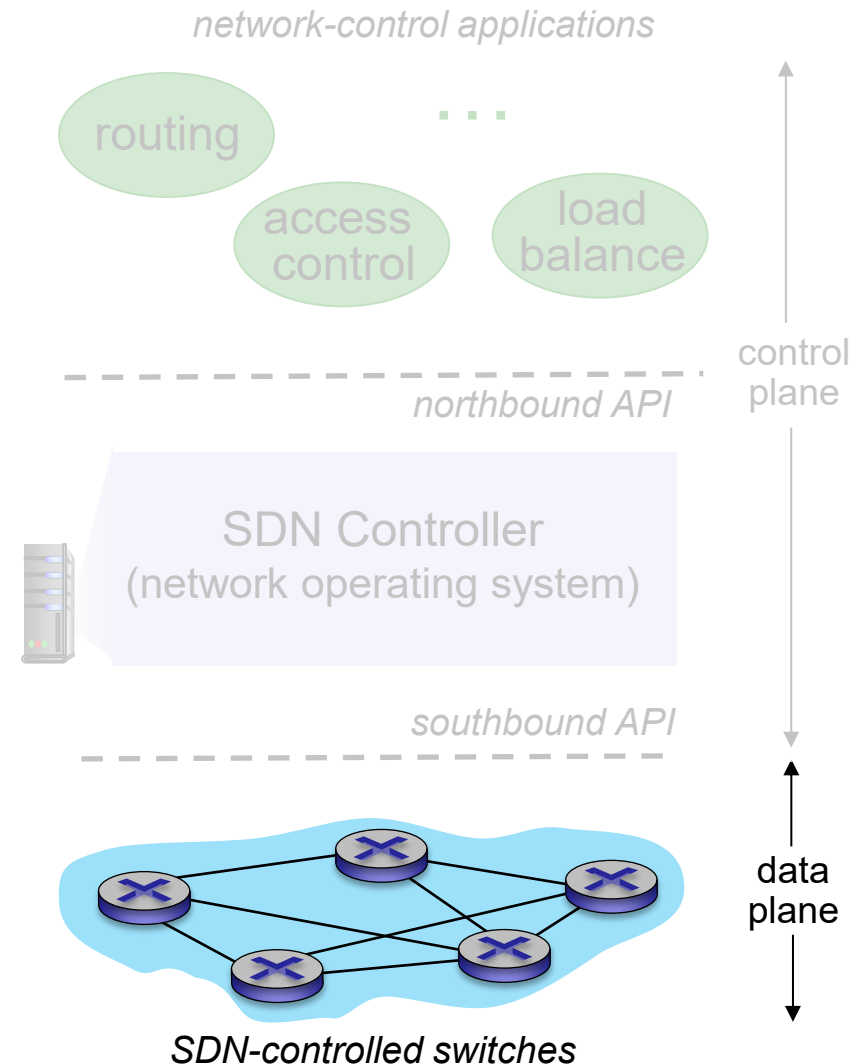 network-control applications
routing
. . .
access
control
load
balance
control
plane
northbound API
SDN Controller
(network operating system)
southbound API
data
plane
SDN-controlled switches